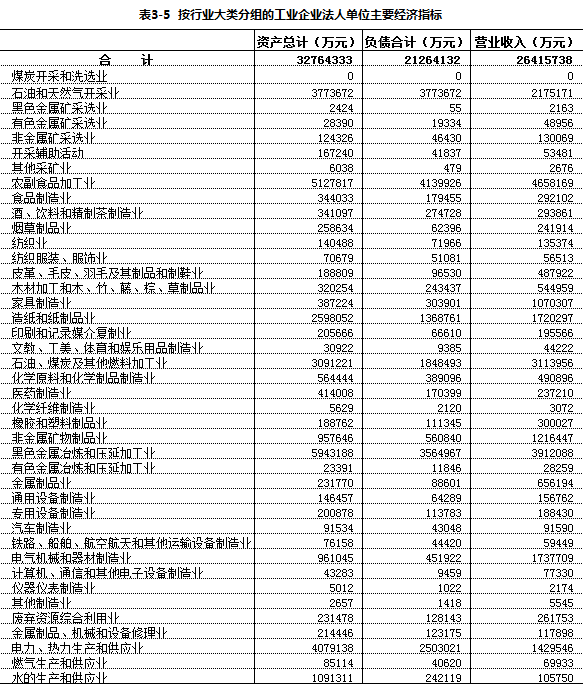 表3-5 按行业大类分组的工业企业法人单位主要经济指标
资产总计（万元） 负债合计（万元） 营业收入（万元）
合 计 32764333 21264132 26415738
煤炭开采和洗选业 0 0 0
石油和天然气开采业 3773672 3773672 2175171
黑色金属矿采选业 2424 55 2163
有色金属矿采选业 28390 19334 48956
非金属矿采选业 124326 46430 130069
开采辅助活动 167240 41837 53481
其他采矿业 6038 479 2676
农副食品加工业 5127817 4139926 4658169
食品制造业 344033 179455 292102
酒、饮料和精制茶制造业 341097 274728 293861
烟草制品业 258634 62396 241914
纺织业 140488 71966 135374
纺织服装、服饰业 70679 51081 56513
皮革、毛皮、羽毛及其制品和制鞋业 188809 96530 487922
木材加工和木、竹、藤、棕、草制品业 320254 243437 544959
家具制造业 387224 303901 1070307
造纸和纸制品业 2598052 1368761 1720297
印刷和记录媒介复制业 205666 66610 195566
文教、工美、体育和娱乐用品制造业 30922 9385 44222
石油、煤炭及其他燃料加工业 3091221 1848493 3113956
化学原料和化学制品制造业 564444 389096 490896
医药制造业 414008 170399 237210
化学纤维制造业 5629 2120 3072
橡胶和塑料制品业 188762 111345 300027
非金属矿物制品业 957646 560840 1216447
黑色金属冶炼和压延加工业 5943188 3564967 3912088
有色金属冶炼和压延加工业 23391 11846 28259
金属制品业 231770 88601 656194
通用设备制造业 146457 64289 156762
专用设备制造业 200878 113783 188430
汽车制造业 91534 43048 91590
铁路、船舶、航空航天和其他运输设备制造业 76158 44420 59449
电气机械和器材制造业 961045 451922 1737709
计算机、通信和其他电子设备制造业 43283 9459 77330
仪器仪表制造业 5012 1022 2174
其他制造业 2657 1418 5545
废弃资源综合利用业 231478 128143 261753
金属制品、机械和设备修理业 214446 123175 117898
电力、热力生产和供应业 4079138 2503021 1429546
燃气生产和供应业 85114 40620 69933
水的生产和供应业 1091311 242119 105750